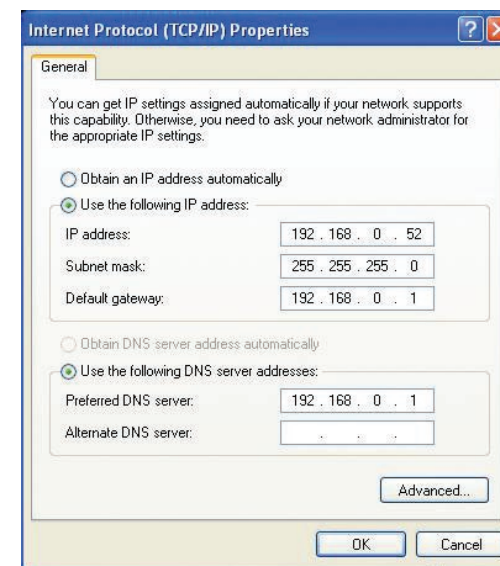 Internet Protocol (TCP/IP) Properties
General
You can get IP settings assigned automatically if your network supports
this capability. Otherwise, you need to ask your network administrator for
the appropriate IP settings.
Obtain an IP address automatically
Use the following IP address:
IP address: 192 . 168 . 0 . 52
Subnet mask: 255 . 255 . 255 . 0
Default gateway: 192 . 168 . 0 . 1
Obtain DNS server address automatically
Use the following DNS server addresses:
Preferred DNS server: 192 . 168 . 0 . 1
Alternate DNS server: . . .
Advanced...
OK Cancel